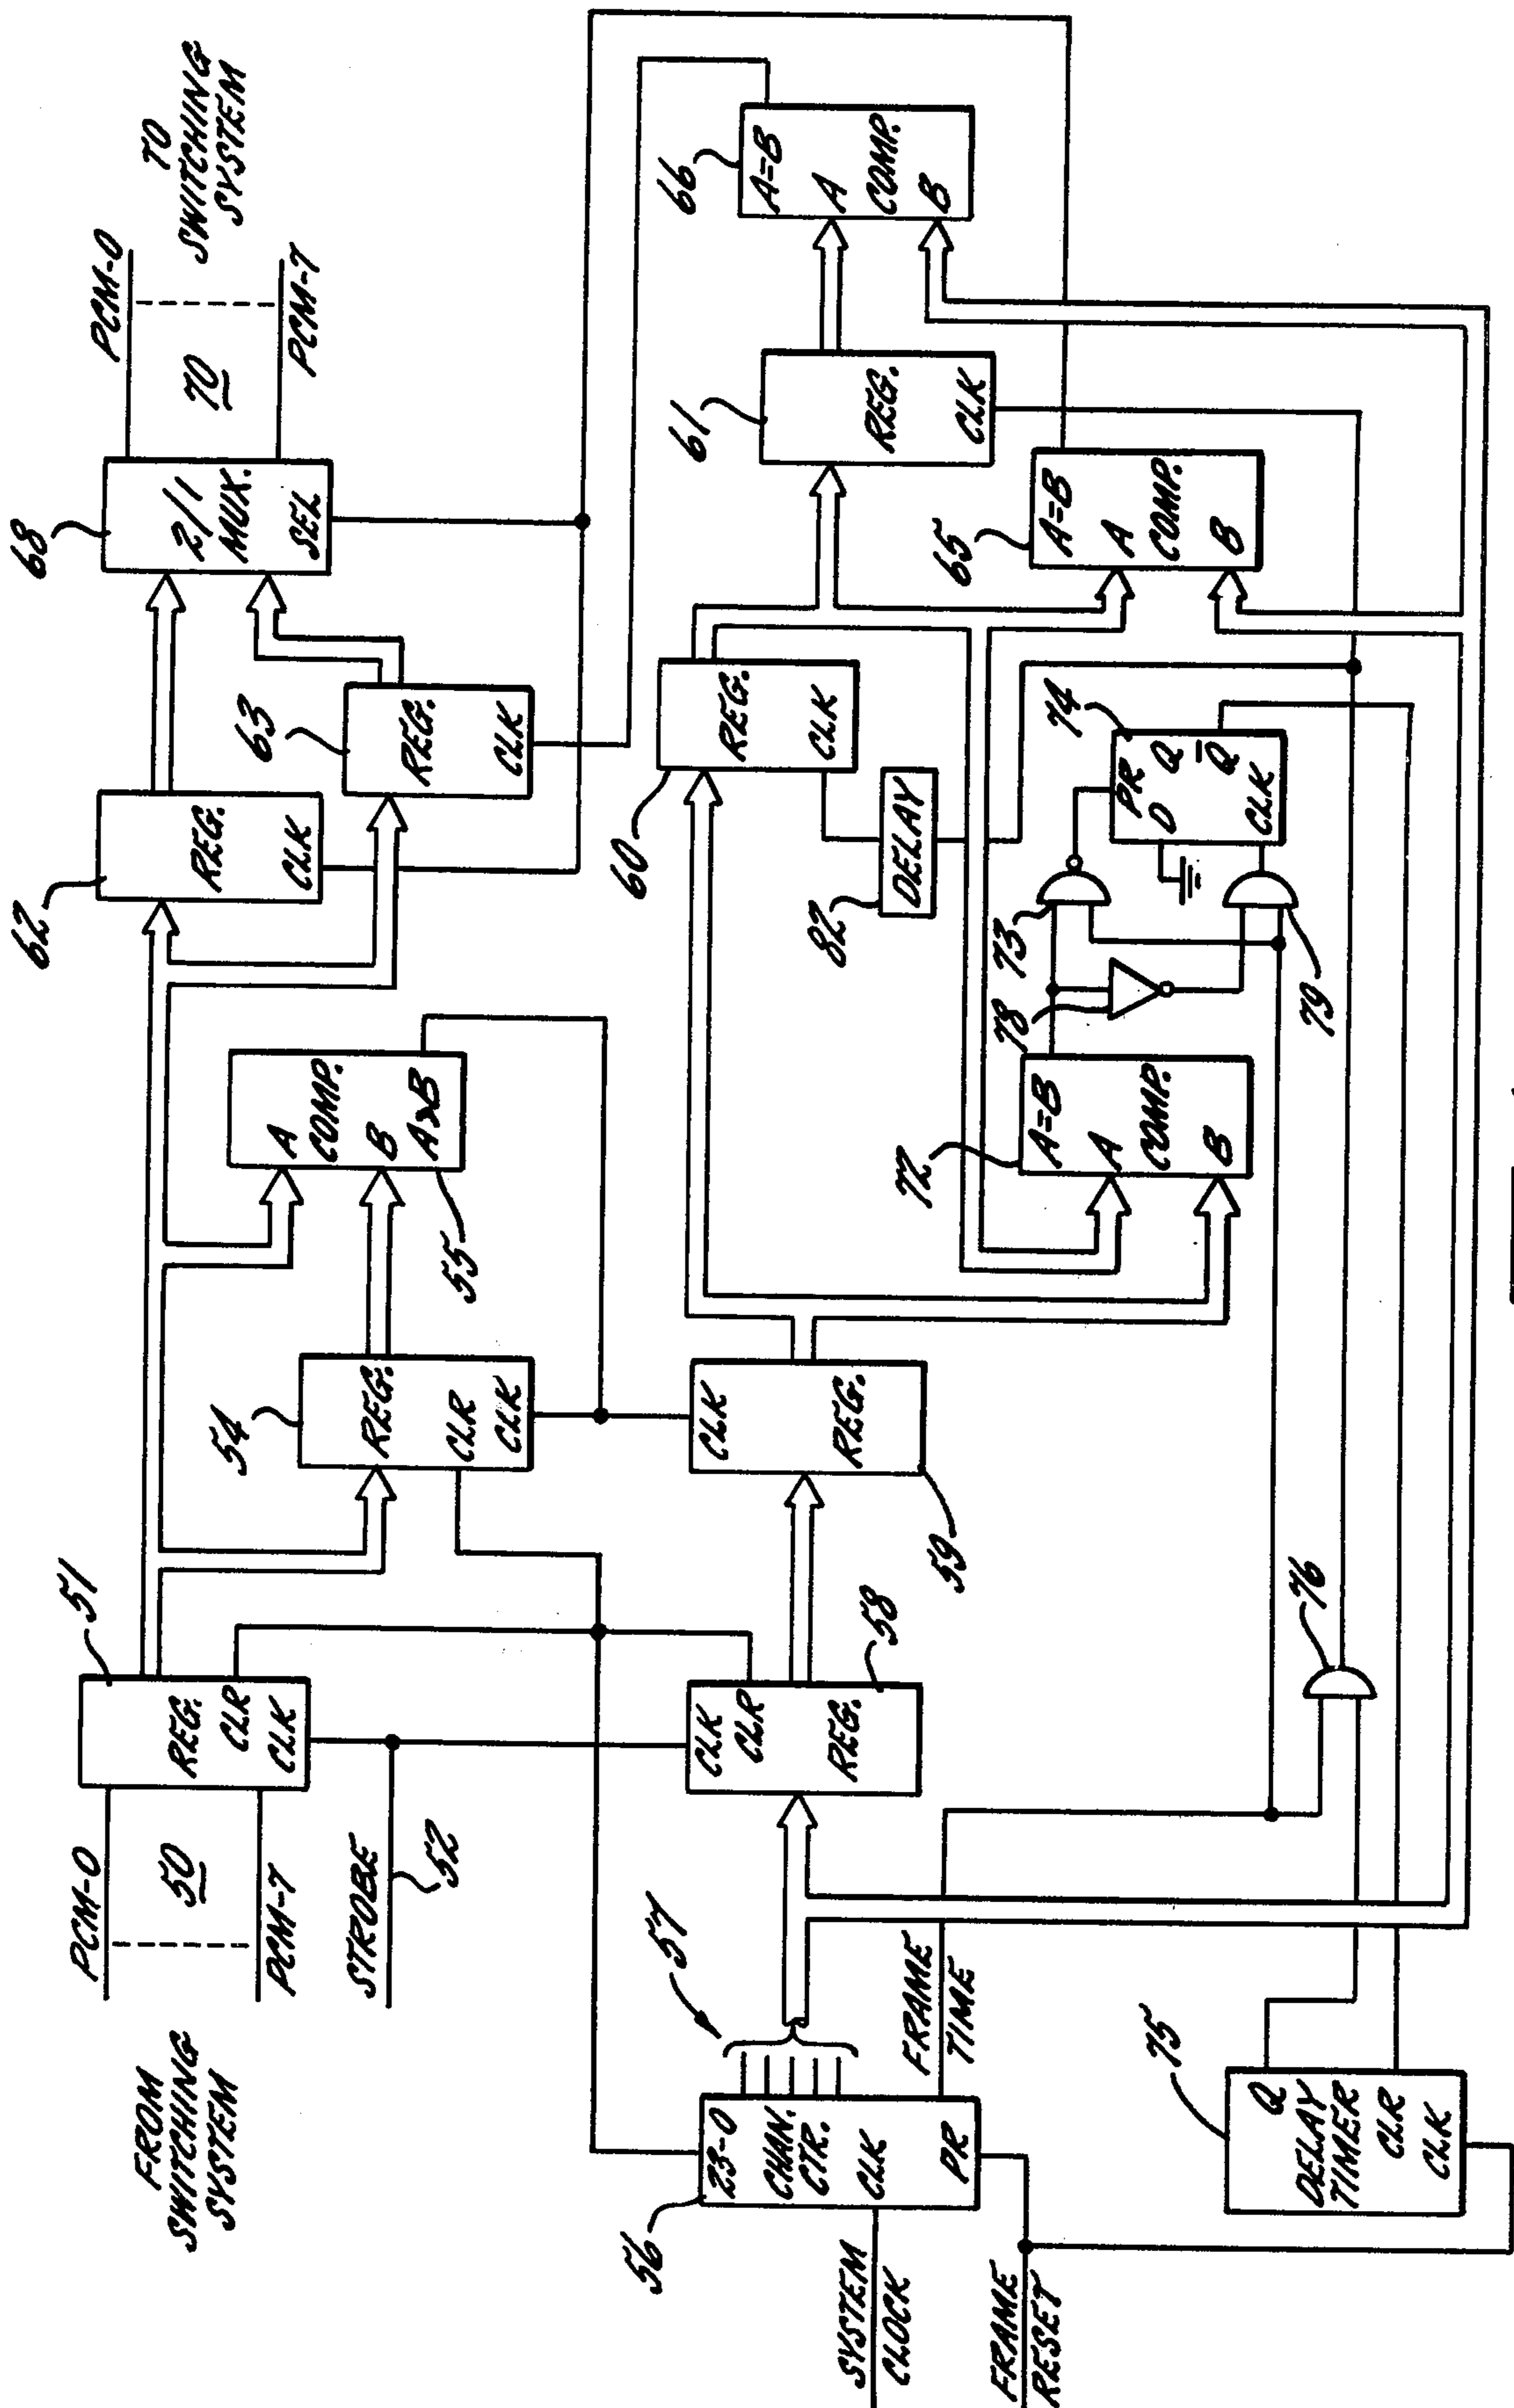 FROM
SWITCHING
SYSTEM
PCM-0
50
PCM-7
STROBE
52
51
REG.
CLR
CLK
54
REG.
CLR
CLK
A
COMP.
B
A>B
55
62
REG.
CLK
63
REG.
CLK
68
2/1
MUX.
SEL
PCM-0
70
PCM-7
TO
SWITCHING
SYSTEM
SYSTEM
CLOCK
FRAME
RESET
56
23-0
CHAN.
CTR.
CLK
PR
57
FRAME
TIME
CLK
CLR
REG.
58
CLK
REG.
59
60
REG.
CLK
82
DELAY
61
REG.
CLK
66
A=B
A
COMP.
B
65
A=B
A
COMP.
B
72
A=B
A
COMP.
B
78
73
79
74
PR
D
Q
Q̅
CLK
75
Q
DELAY
TIMER
CLR
CLK
76